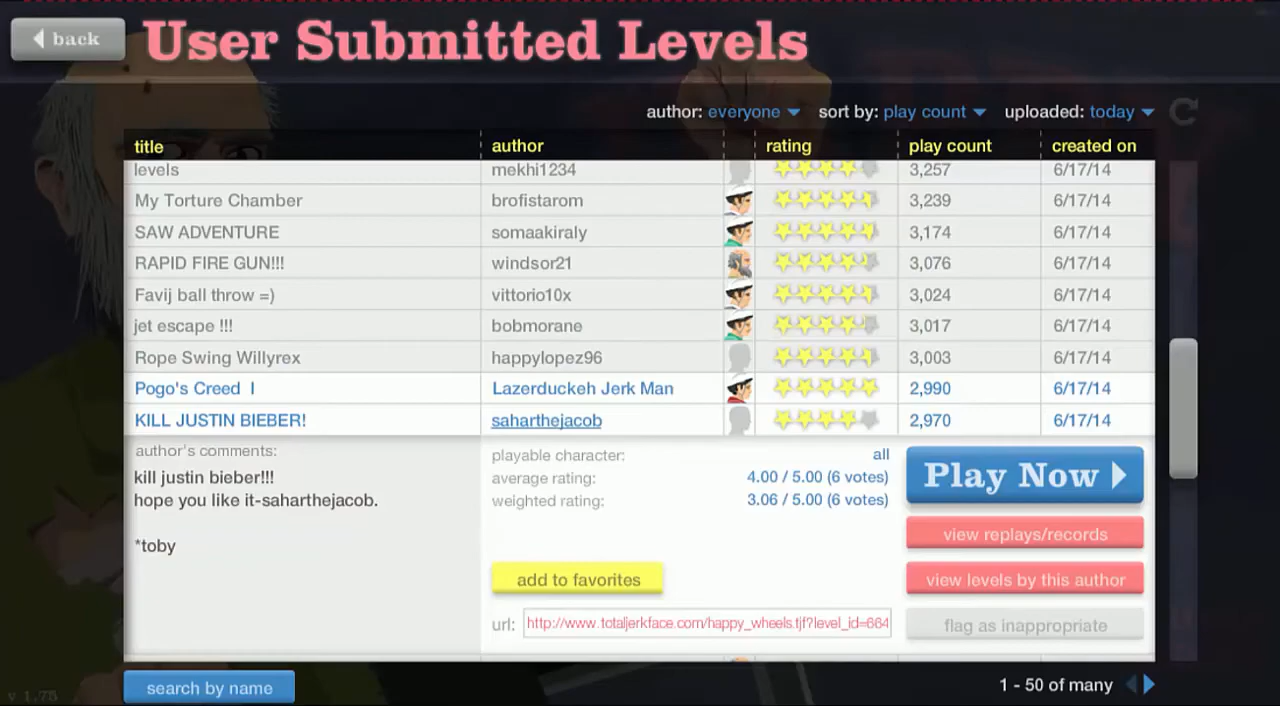 back
User Submitted Levels
author: everyone sort by: play count uploaded: today
title author rating play count created on
levels mekhi1234 3,257 6/17/14
My Torture Chamber brofistarom 3,239 6/17/14
SAW ADVENTURE somaakiraly 3,174 6/17/14
RAPID FIRE GUN!!! windsor21 3,076 6/17/14
Favij ball throw =) vittorio10x 3,024 6/17/14
jet escape !!! bobmorane 3,017 6/17/14
Rope Swing Willyrex happylopez96 3,003 6/17/14
Pogo's Creed I Lazerduckeh Jerk Man 2,990 6/17/14
KILL JUSTIN BIEBER! saharthejacob 2,970 6/17/14
author's comments:
kill justin bieber!!!
hope you like it-saharthejacob.
*toby
playable character: all
average rating: 4.00 / 5.00 (6 votes)
weighted rating: 3.06 / 5.00 (6 votes)
add to favorites
url: http://www.totaljerkface.com/happy_wheels.tjf?level_id=664
Play Now
view replays/records
view levels by this author
flag as inappropriate
v 1.75
search by name
1 - 50 of many